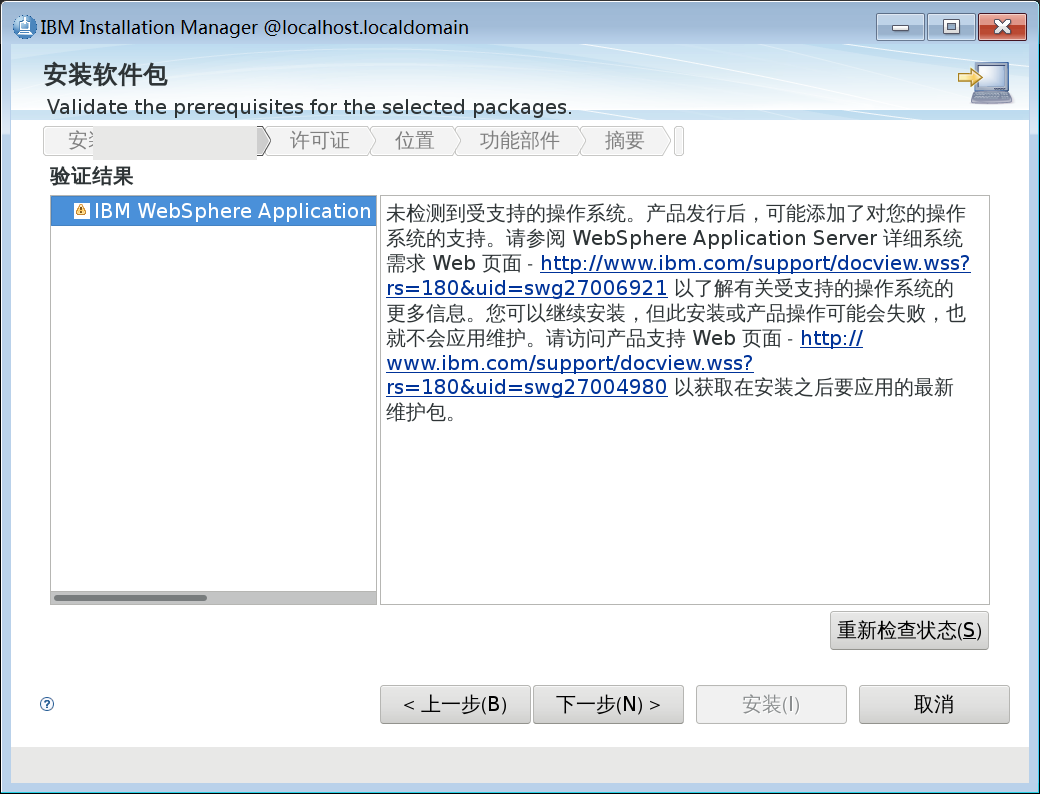 IBM Installation Manager @localhost.localdomain
安装软件包
Validate the prerequisites for the selected packages.
安 许可证 位置 功能部件 摘要
验证结果
IBM WebSphere Application
未检测到受支持的操作系统。产品发行后，可能添加了对您的操作
系统的支持。请参阅 WebSphere Application Server 详细系统
需求 Web 页面 - http://www.ibm.com/support/docview.wss?
rs=180&uid=swg27006921 以了解有关受支持的操作系统的
更多信息。您可以继续安装，但此安装或产品操作可能会失败，也
就不会应用维护。请访问产品支持 Web 页面 - http://
www.ibm.com/support/docview.wss?
rs=180&uid=swg27004980 以获取在安装之后要应用的最新
维护包。
重新检查状态(S)
< 上一步(B) 下一步(N) > 安装(I) 取消